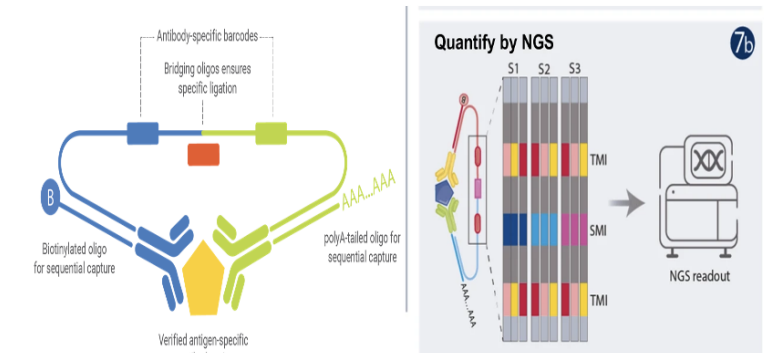 Antibody-specific barcodes
Bridging oligos ensures
specific ligation
B
AAA...AAA
Biotinylated oligo
for sequential capture
polyA-tailed oligo for
sequential capture
Verified antigen-specific
Quantify by NGS
7b
S1 S2 S3
B
TMI
SMI
TMI
AAA...AAA
NGS readout